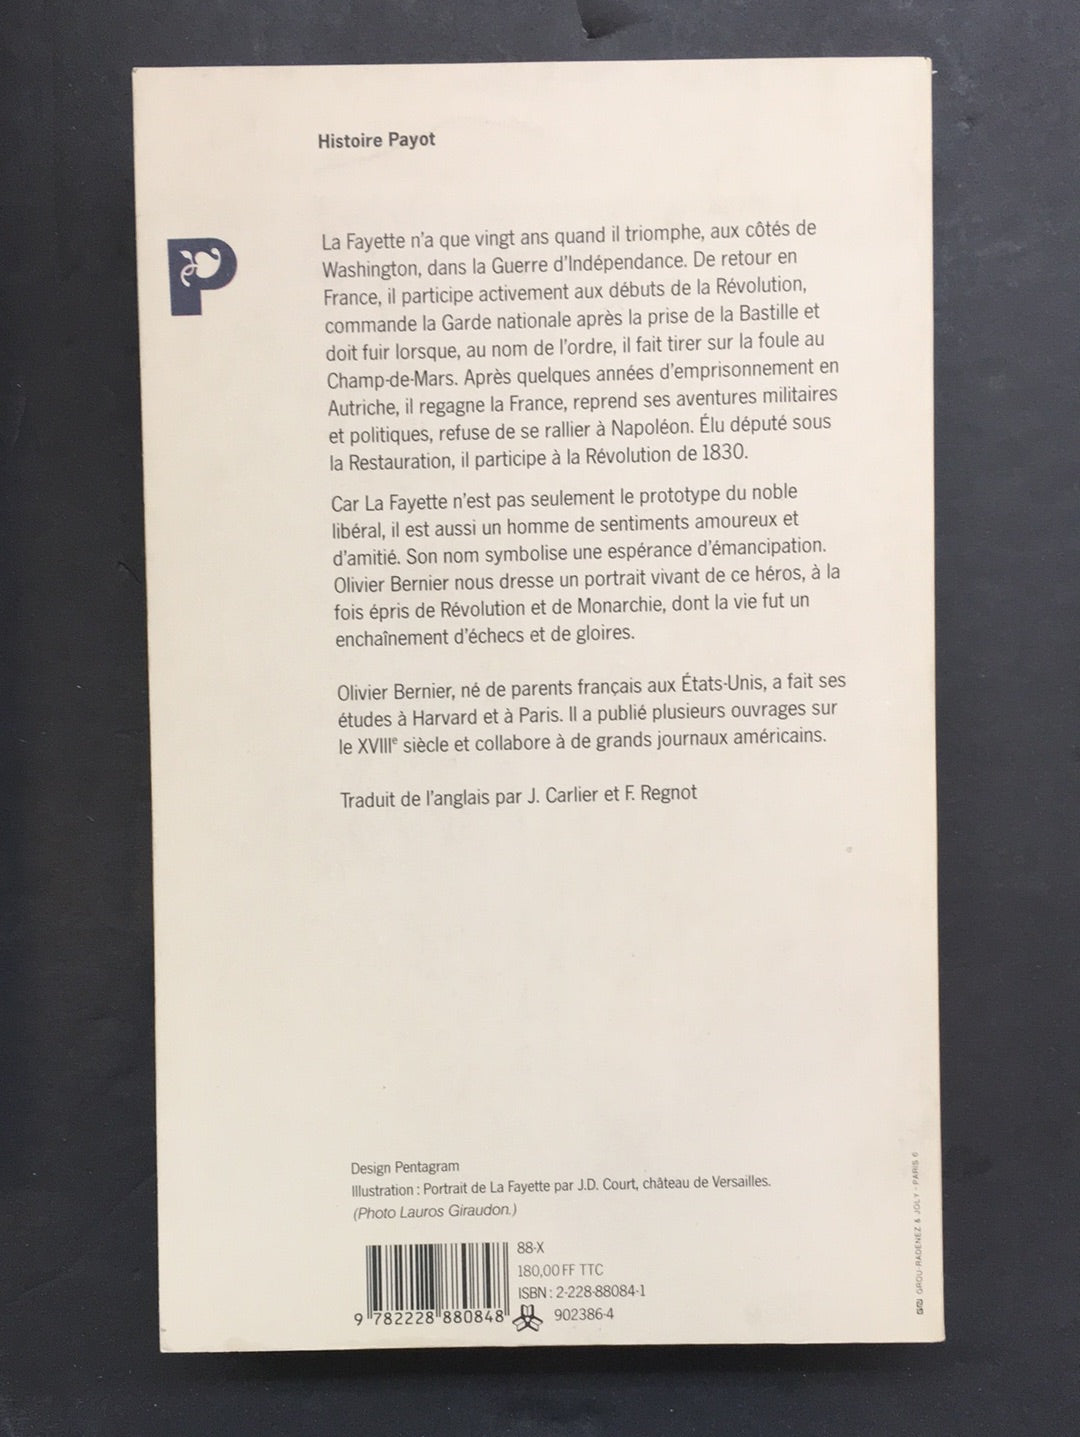 Histoire Payot
P
La Fayette n'a que vingt ans quand il triomphe, aux côtés de
Washington, dans la Guerre d'Indépendance. De retour en
France, il participe activement aux débuts de la Révolution,
commande la Garde nationale après la prise de la Bastille et
doit fuir lorsque, au nom de l'ordre, il fait tirer sur la foule au
Champ-de-Mars. Après quelques années d'emprisonnement en
Autriche, il regagne la France, reprend ses aventures militaires
et politiques, refuse de se rallier à Napoléon. Élu député sous
la Restauration, il participe à la Révolution de 1830.
Car La Fayette n'est pas seulement le prototype du noble
libéral, il est aussi un homme de sentiments amoureux et
d'amitié. Son nom symbolise une espérance d'émancipation.
Olivier Bernier nous dresse un portrait vivant de ce héros, à la
fois épris de Révolution et de Monarchie, dont la vie fut un
enchaînement d'échecs et de gloires.
Olivier Bernier, né de parents français aux États-Unis, a fait ses
études à Harvard et à Paris. Il a publié plusieurs ouvrages sur
le XVIIIe siècle et collabore à de grands journaux américains.
Traduit de l'anglais par J. Carlier et F. Regnot
Design Pentagram
Illustration : Portrait de La Fayette par J.D. Court, château de Versailles.
(Photo Lauros Giraudon.)
88-X
180,00 FF TTC
ISBN : 2-228-88084-1
902386-4
9 782228 880848
GROU-RADENEZ & JOLY - PARIS 6